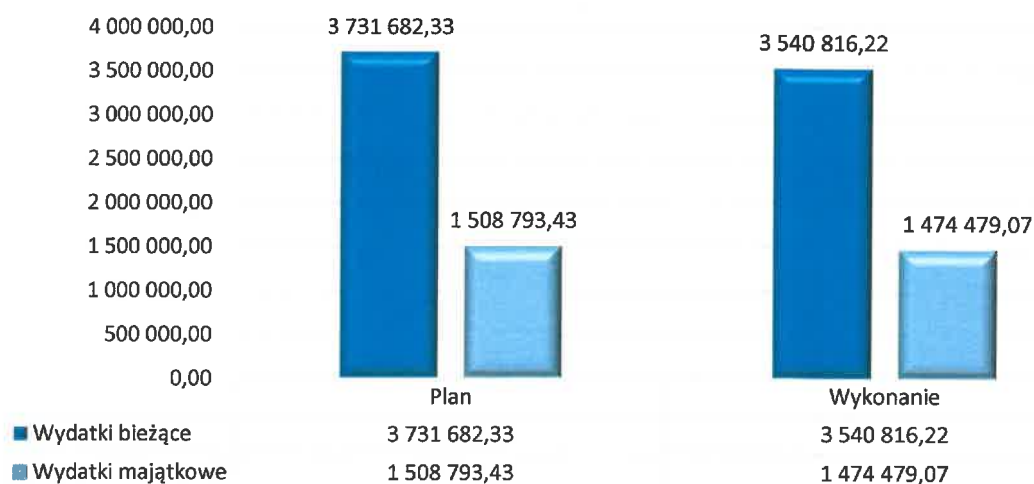 4 000 000,00
3 500 000,00
3 000 000,00
2 500 000,00
2 000 000,00
1 500 000,00
1 000 000,00
500 000,00
0,00
3 731 682,33
1 508 793,43
3 540 816,22
1 474 479,07
Plan
Wykonanie
Wydatki bieżące 3 731 682,33 3 540 816,22
Wydatki majątkowe 1 508 793,43 1 474 479,07